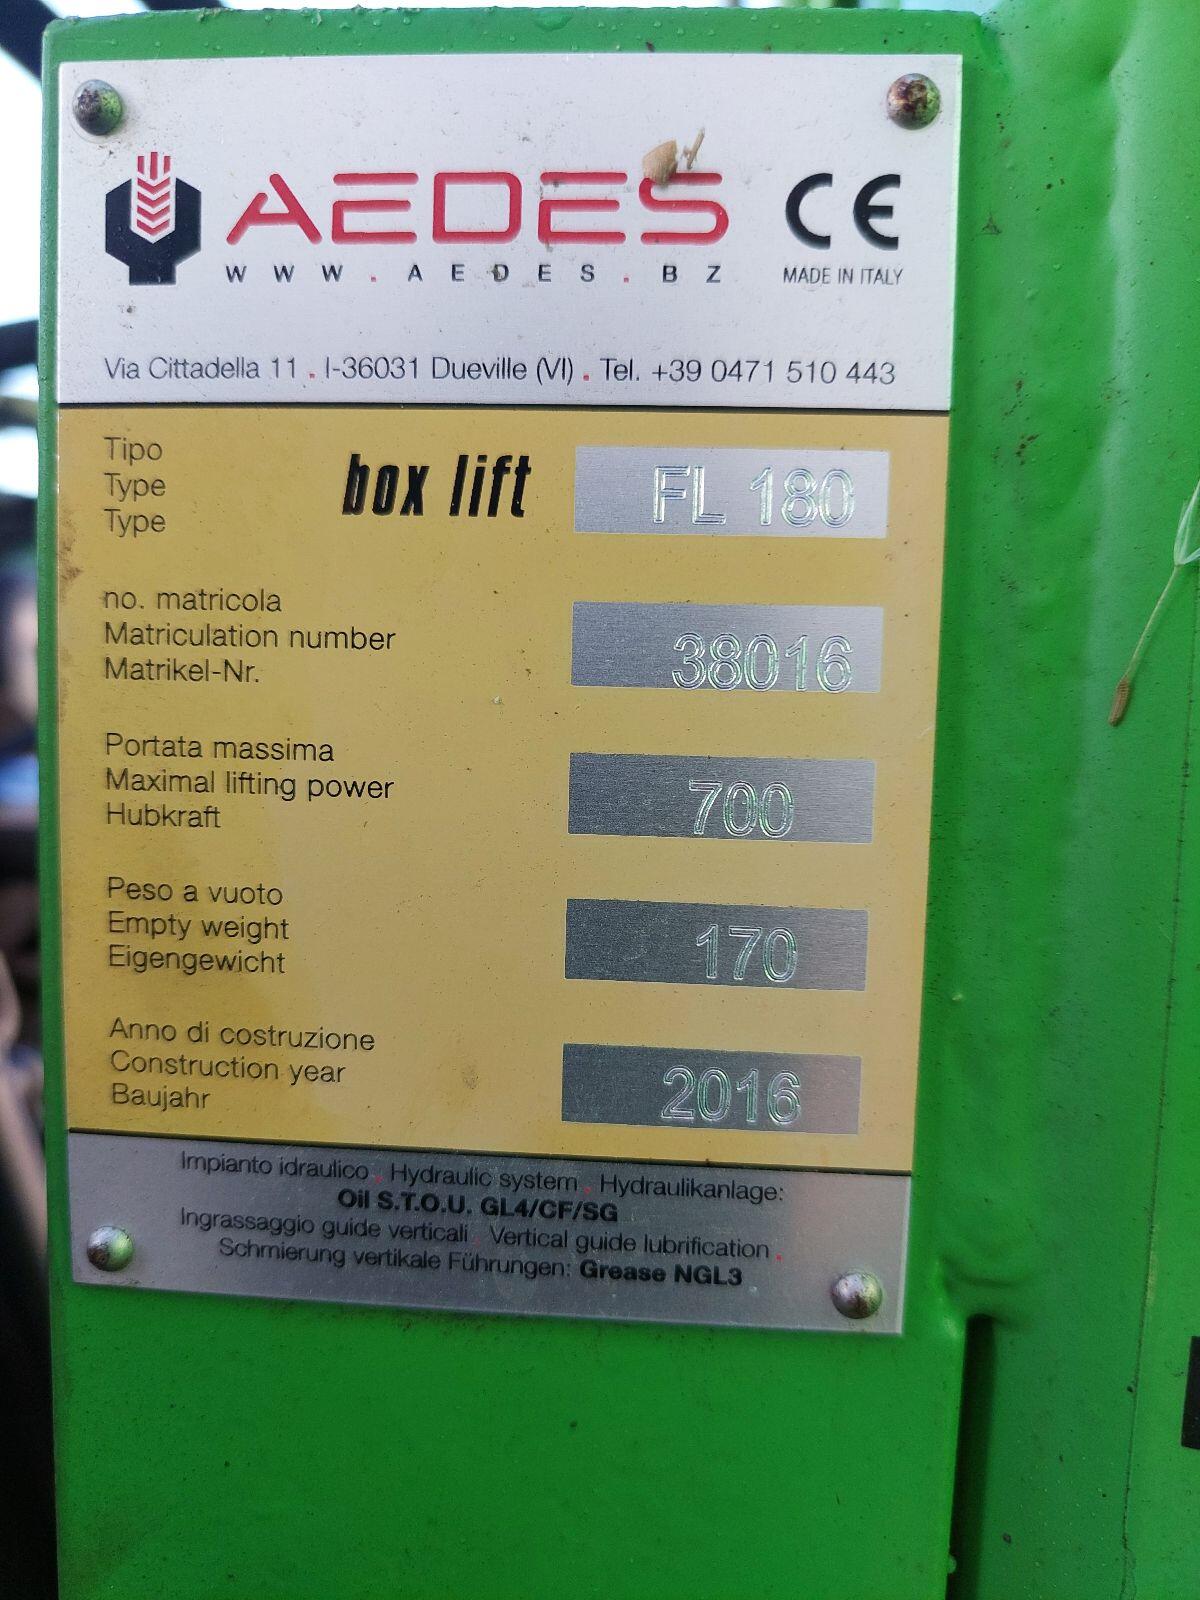 AEDES CE
WWW.AEDES.BZ MADE IN ITALY
Via Cittadella 11 . I-36031 Dueville (VI) . Tel. +39 0471 510 443
Tipo
Type box lift FL 180
Type
no. matricola
Matriculation number 38016
Matrikel-Nr.
Portata massima
Maximal lifting power 700
Hubkraft
Peso a vuoto
Empty weight 170
Eigengewicht
Anno di costruzione
Construction year 2016
Baujahr
Impianto idraulico . Hydraulic system . Hydraulikanlage:
Oil S.T.O.U. GL4/CF/SG
Ingrassaggio guide verticali . Vertical guide lubrification .
Schmierung vertikale Führungen: Grease NGL3